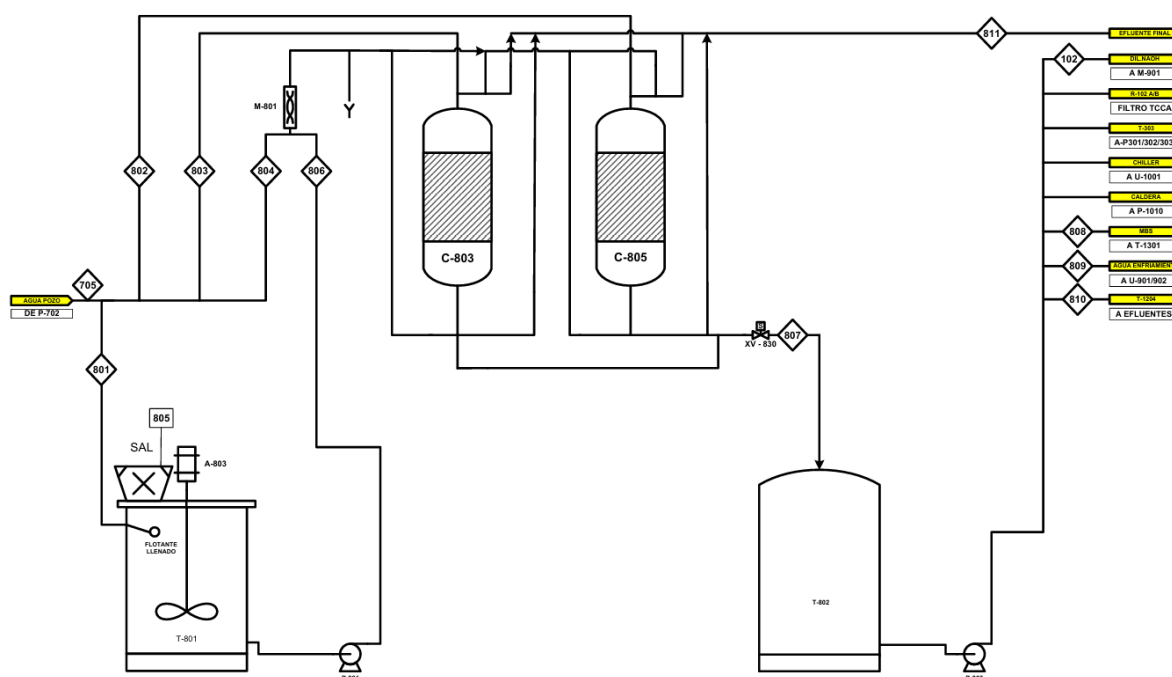 811
EFLUENTE FINAL
102
DIL.NAOH
A M-901
R-102 A/B
FILTRO TCCA
M-801
T-303
A-P301/302/303
802
803
804
806
CHILLER
A U-1001
CALDERA
A P-1010
C-803
C-805
808
MBS
A T-1301
809
AGUA ENFRIAMIENT
A U-901/902
705
AGUA POZO
DE P-702
810
T-1204
A EFLUENTES
XV - 830
807
801
805
SAL
A-803
FLOTANTE
LLENADO
T-801
T-802